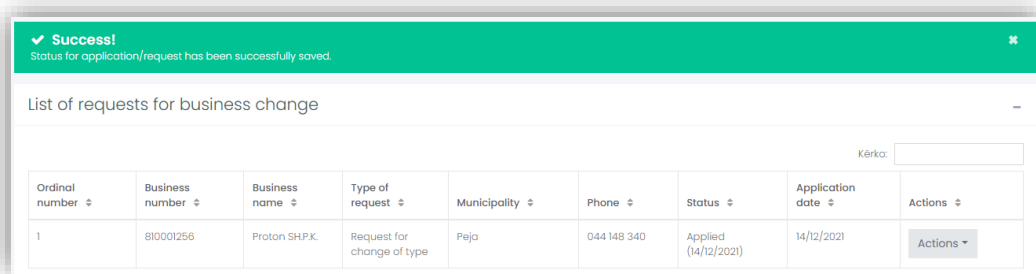 Success!
Status for application/request has been successfully saved.
List of requests for business change
Kërko:
Ordinal number
Business number
Business name
Type of request
Municipality
Phone
Status
Application date
Actions
1
810001256
Proton SH.P.K.
Request for change of type
Peja
044 148 340
Applied (14/12/2021)
14/12/2021
Actions